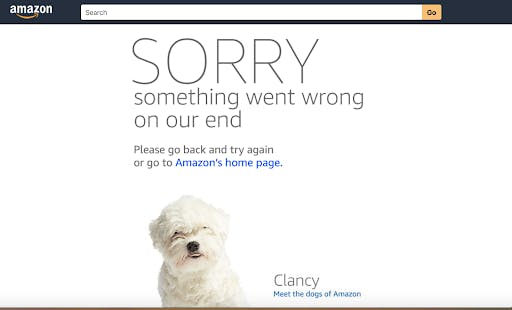 amazon
Search
Go
SORRY
something went wrong
on our end
Please go back and try again
or go to Amazon's home page.
Clancy
Meet the dogs of Amazon